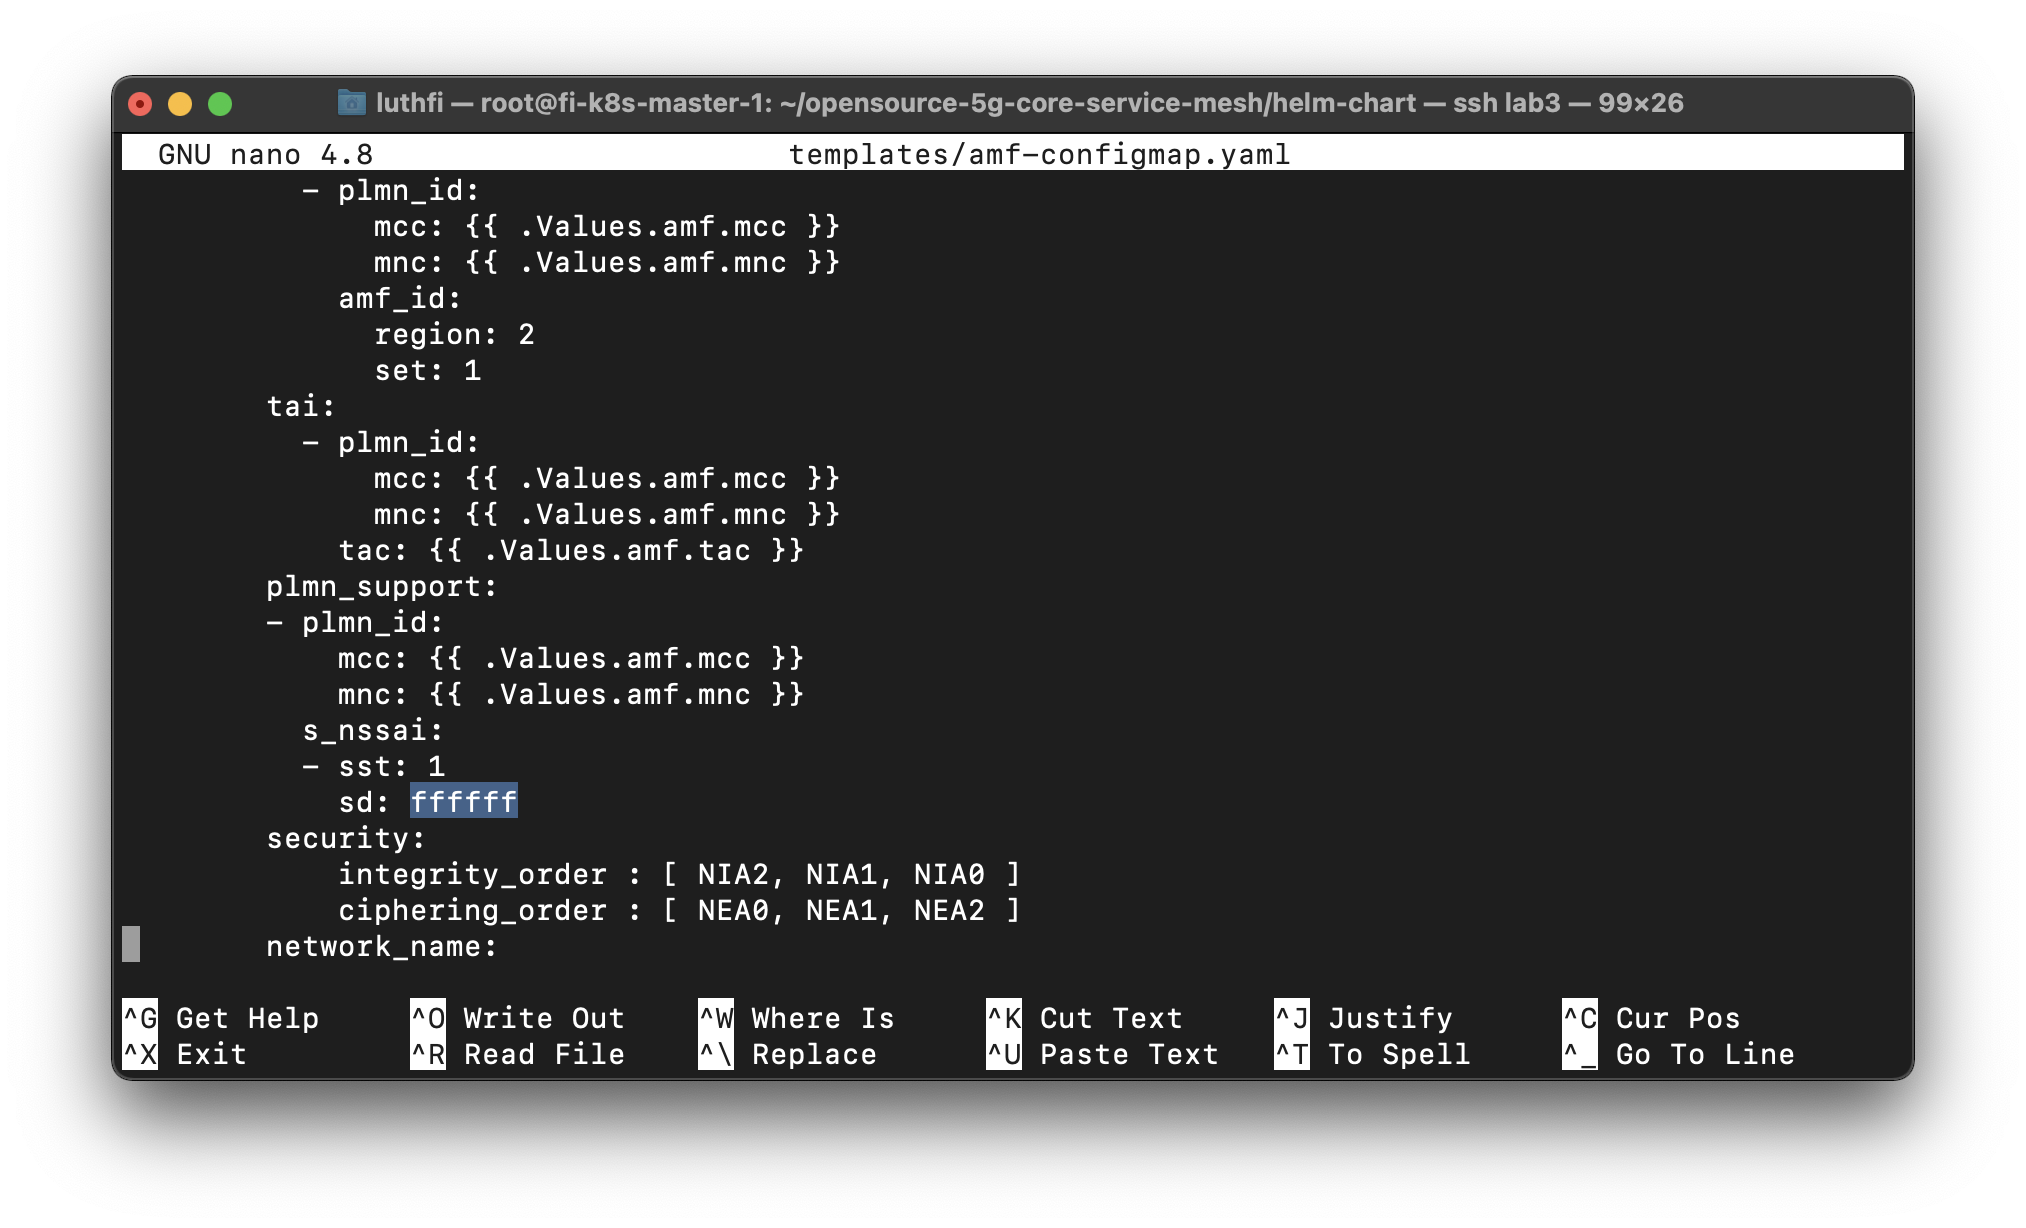 luthfi — root@fi-k8s-master-1: ~/opensource-5g-core-service-mesh/helm-chart — ssh lab3 — 99×26
GNU nano 4.8 templates/amf-configmap.yaml
- plmn_id:
mcc: {{ .Values.amf.mcc }}
mnc: {{ .Values.amf.mnc }}
amf_id:
region: 2
set: 1
tai:
- plmn_id:
mcc: {{ .Values.amf.mcc }}
mnc: {{ .Values.amf.mnc }}
tac: {{ .Values.amf.tac }}
plmn_support:
- plmn_id:
mcc: {{ .Values.amf.mcc }}
mnc: {{ .Values.amf.mnc }}
s_nssai:
- sst: 1
sd: ffffff
security:
integrity_order : [ NIA2, NIA1, NIA0 ]
ciphering_order : [ NEA0, NEA1, NEA2 ]
network_name:
^G Get Help ^O Write Out ^W Where Is ^K Cut Text ^J Justify ^C Cur Pos
^X Exit ^R Read File ^\ Replace ^U Paste Text ^T To Spell ^_ Go To Line